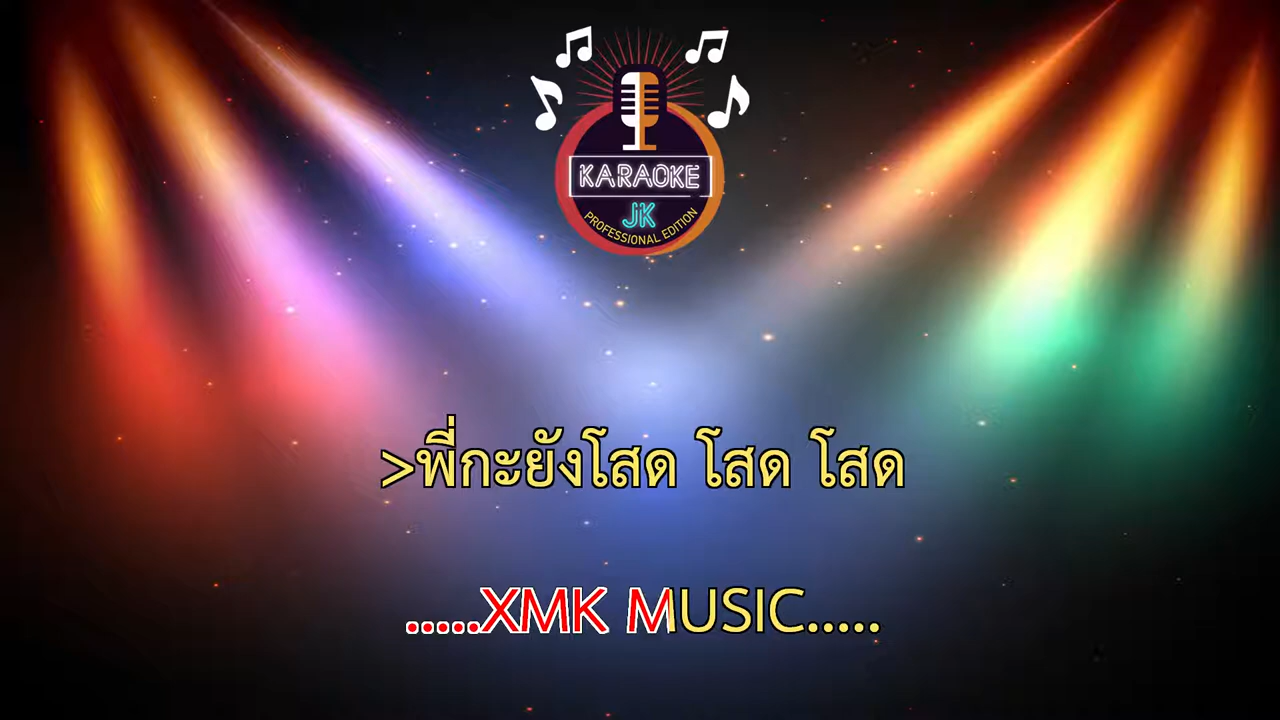 KARAOKE
JK
PROFESSIONAL EDITION
>พี่กะยังโสด โสด โสด
.....XMK MUSIC.....